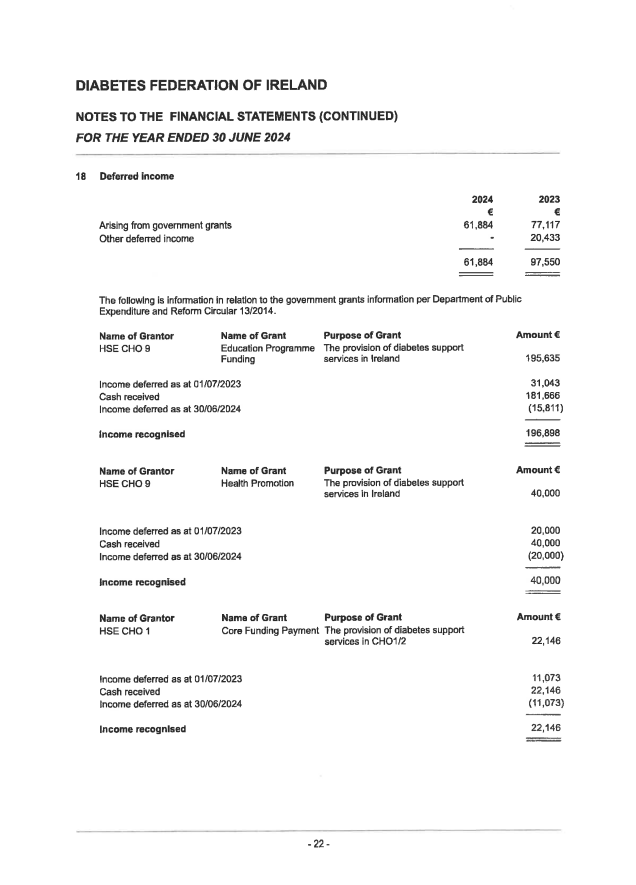 DIABETES FEDERATION OF IRELAND
NOTES TO THE FINANCIAL STATEMENTS (CONTINUED)
FOR THE YEAR ENDED 30 JUNE 2024
18 Deferred income
2024 2023
€ €
Arising from government grants 61,884 77,117
Other deferred income - 20,433
61,884 97,550
The following is information in relation to the government grants information per Department of Public
Expenditure and Reform Circular 13/2014.
Name of Grantor Name of Grant Purpose of Grant Amount €
HSE CHO 9 Education Programme The provision of diabetes support
Funding services in Ireland 195,635
Income deferred as at 01/07/2023 31,043
Cash received 181,666
Income deferred as at 30/06/2024 (15,811)
Income recognised 196,898
Name of Grantor Name of Grant Purpose of Grant Amount €
HSE CHO 9 Health Promotion The provision of diabetes support
services in Ireland 40,000
Income deferred as at 01/07/2023 20,000
Cash received 40,000
Income deferred as at 30/06/2024 (20,000)
Income recognised 40,000
Name of Grantor Name of Grant Purpose of Grant Amount €
HSE CHO 1 Core Funding Payment The provision of diabetes support
services in CHO1/2 22,146
Income deferred as at 01/07/2023 11,073
Cash received 22,146
Income deferred as at 30/06/2024 (11,073)
Income recognised 22,146
- 22 -